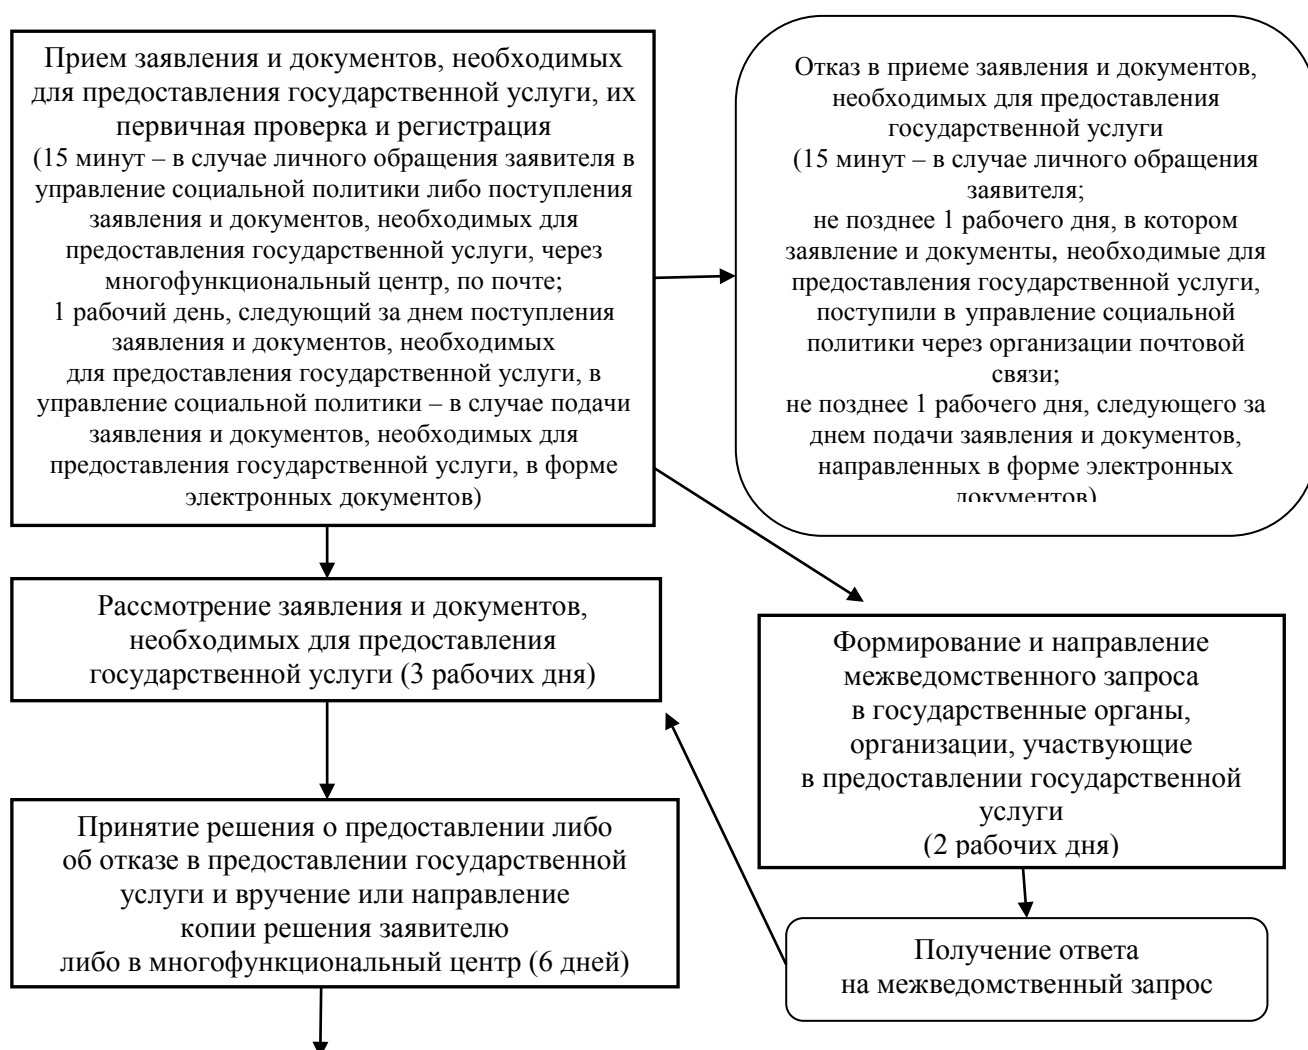 Прием заявления и документов, необходимых
для предоставления государственной услуги, их
первичная проверка и регистрация
(15 минут – в случае личного обращения заявителя в
управление социальной политики либо поступления
заявления и документов, необходимых для
предоставления государственной услуги, через
многофункциональный центр, по почте;
1 рабочий день, следующий за днем поступления
заявления и документов, необходимых
для предоставления государственной услуги, в
управление социальной политики – в случае подачи
заявления и документов, необходимых для
предоставления государственной услуги, в форме
электронных документов)
Отказ в приеме заявления и документов,
необходимых для предоставления
государственной услуги
(15 минут – в случае личного обращения
заявителя;
не позднее 1 рабочего дня, в котором
заявление и документы, необходимые для
предоставления государственной услуги,
поступили в управление социальной
политики через организации почтовой
связи;
не позднее 1 рабочего дня, следующего за
днем подачи заявления и документов,
направленных в форме электронных
документов)
Рассмотрение заявления и документов,
необходимых для предоставления
государственной услуги (3 рабочих дня)
Формирование и направление
межведомственного запроса
в государственные органы,
организации, участвующие
в предоставлении государственной
услуги
(2 рабочих дня)
Принятие решения о предоставлении либо
об отказе в предоставлении государственной
услуги и вручение или направление
копии решения заявителю
либо в многофункциональный центр (6 дней)
Получение ответа
на межведомственный запрос